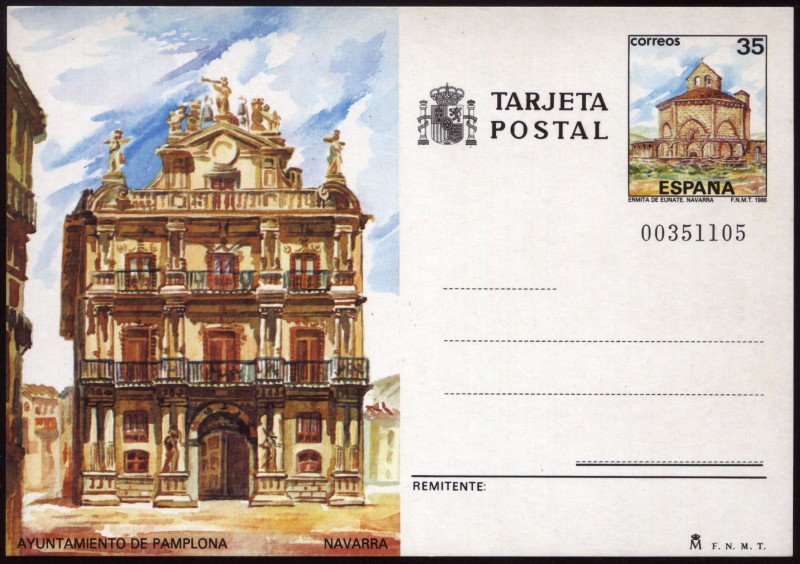 correos 35
TARJETA
POSTAL
ESPAÑA
ERMITA DE EUNATE. NAVARRA F.N.M.T. 1986
00351105
REMITENTE:
AYUNTAMIENTO DE PAMPLONA NAVARRA
M F. N. M. T.